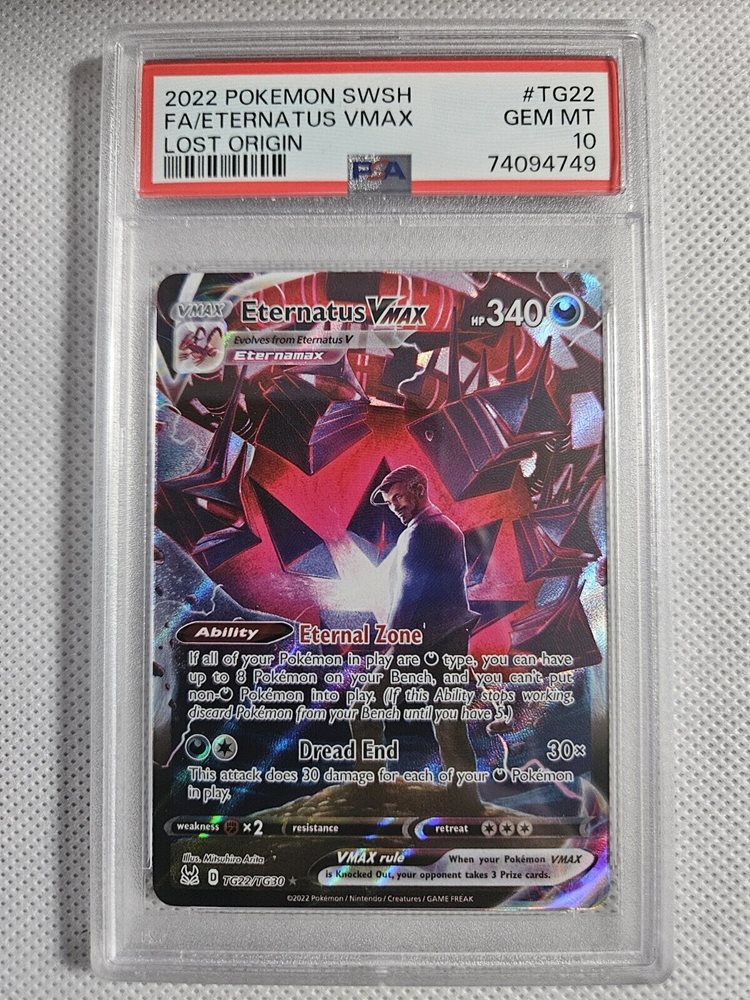 2022 POKEMON SWSH #TG22
FA/ETERNATUS VMAX GEM MT
LOST ORIGIN 10
PSA 74094749
VMAX Eternatus VMAX HP 340
Evolves from Eternatus V
Eternamax
Ability Eternal Zone
If all of your Pokémon in play are type, you can have
up to 8 Pokémon on your Bench, and you can't put
non- Pokémon into play. (If this Ability stops working,
discard Pokémon from your Bench until you have 5.)
Dread End 30×
This attack does 30 damage for each of your Pokémon
in play.
weakness ×2 resistance retreat
Illus. Mitsuhiro Arita
VMAX rule When your Pokémon VMAX
is Knocked Out, your opponent takes 3 Prize cards.
D TG22/TG30
©2022 Pokémon / Nintendo / Creatures / GAME FREAK